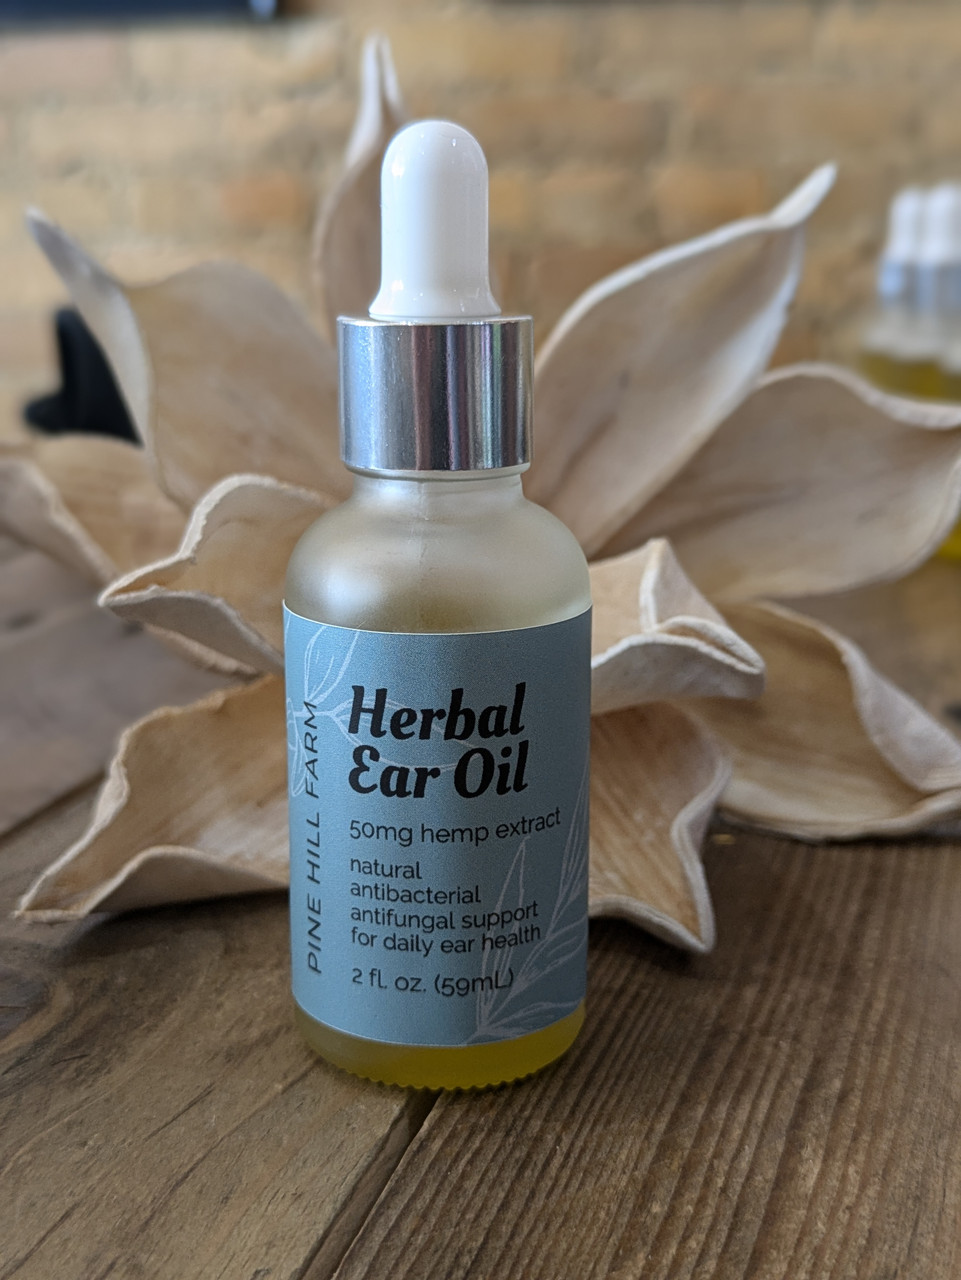 PINE HILL FARM
Herbal
Ear Oil
50mg hemp extract
natural
antibacterial
antifungal support
for daily ear health
2 fl. oz. (59mL)